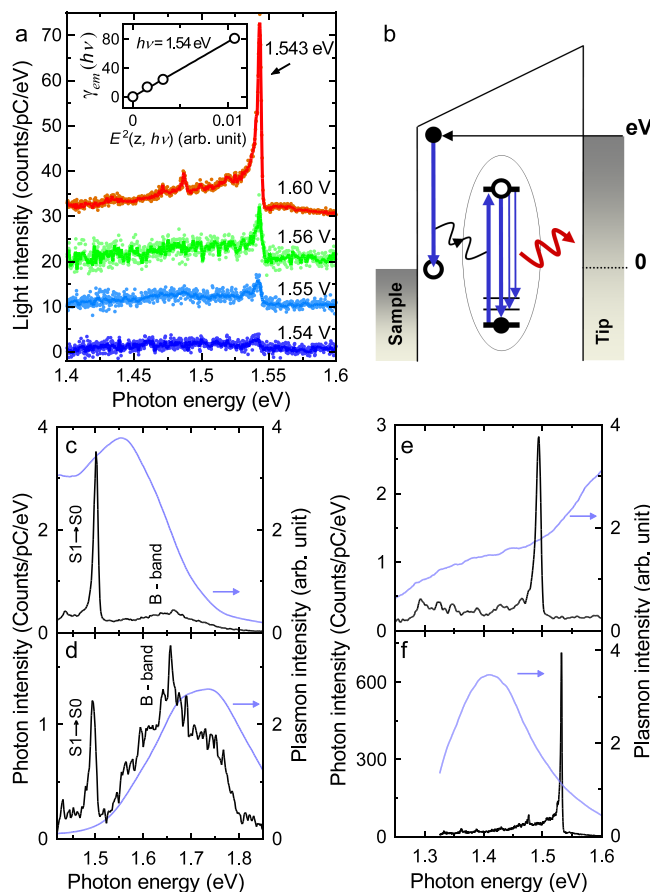 a
1.543 eV
hν=1.54 eV
γem(hν)
80
40
0
0
0.01
E²(z, hν) (arb. unit)
Light intensity (counts/pC/eV)
70
60
50
40
30
20
10
0
1.60 V
1.56 V
1.55 V
1.54 V
1.4
1.45
1.5
1.55
1.6
Photon energy (eV)
b
eV
0
Sample
Tip
c
Photon intensity (Counts/pC/eV)
4
2
0
S1→S0
B - band
4
2
0
Plasmon intensity (arb. unit)
d
1
0
S1→S0
B - band
4
2
0
1.5
1.6
1.7
1.8
Photon energy (eV)
e
Photon intensity (Counts/pC/eV)
3
2
1
0
4
2
0
Plasmon intensity (arb. unit)
f
600
300
0
4
2
0
1.3
1.4
1.5
1.6
Photon energy (eV)